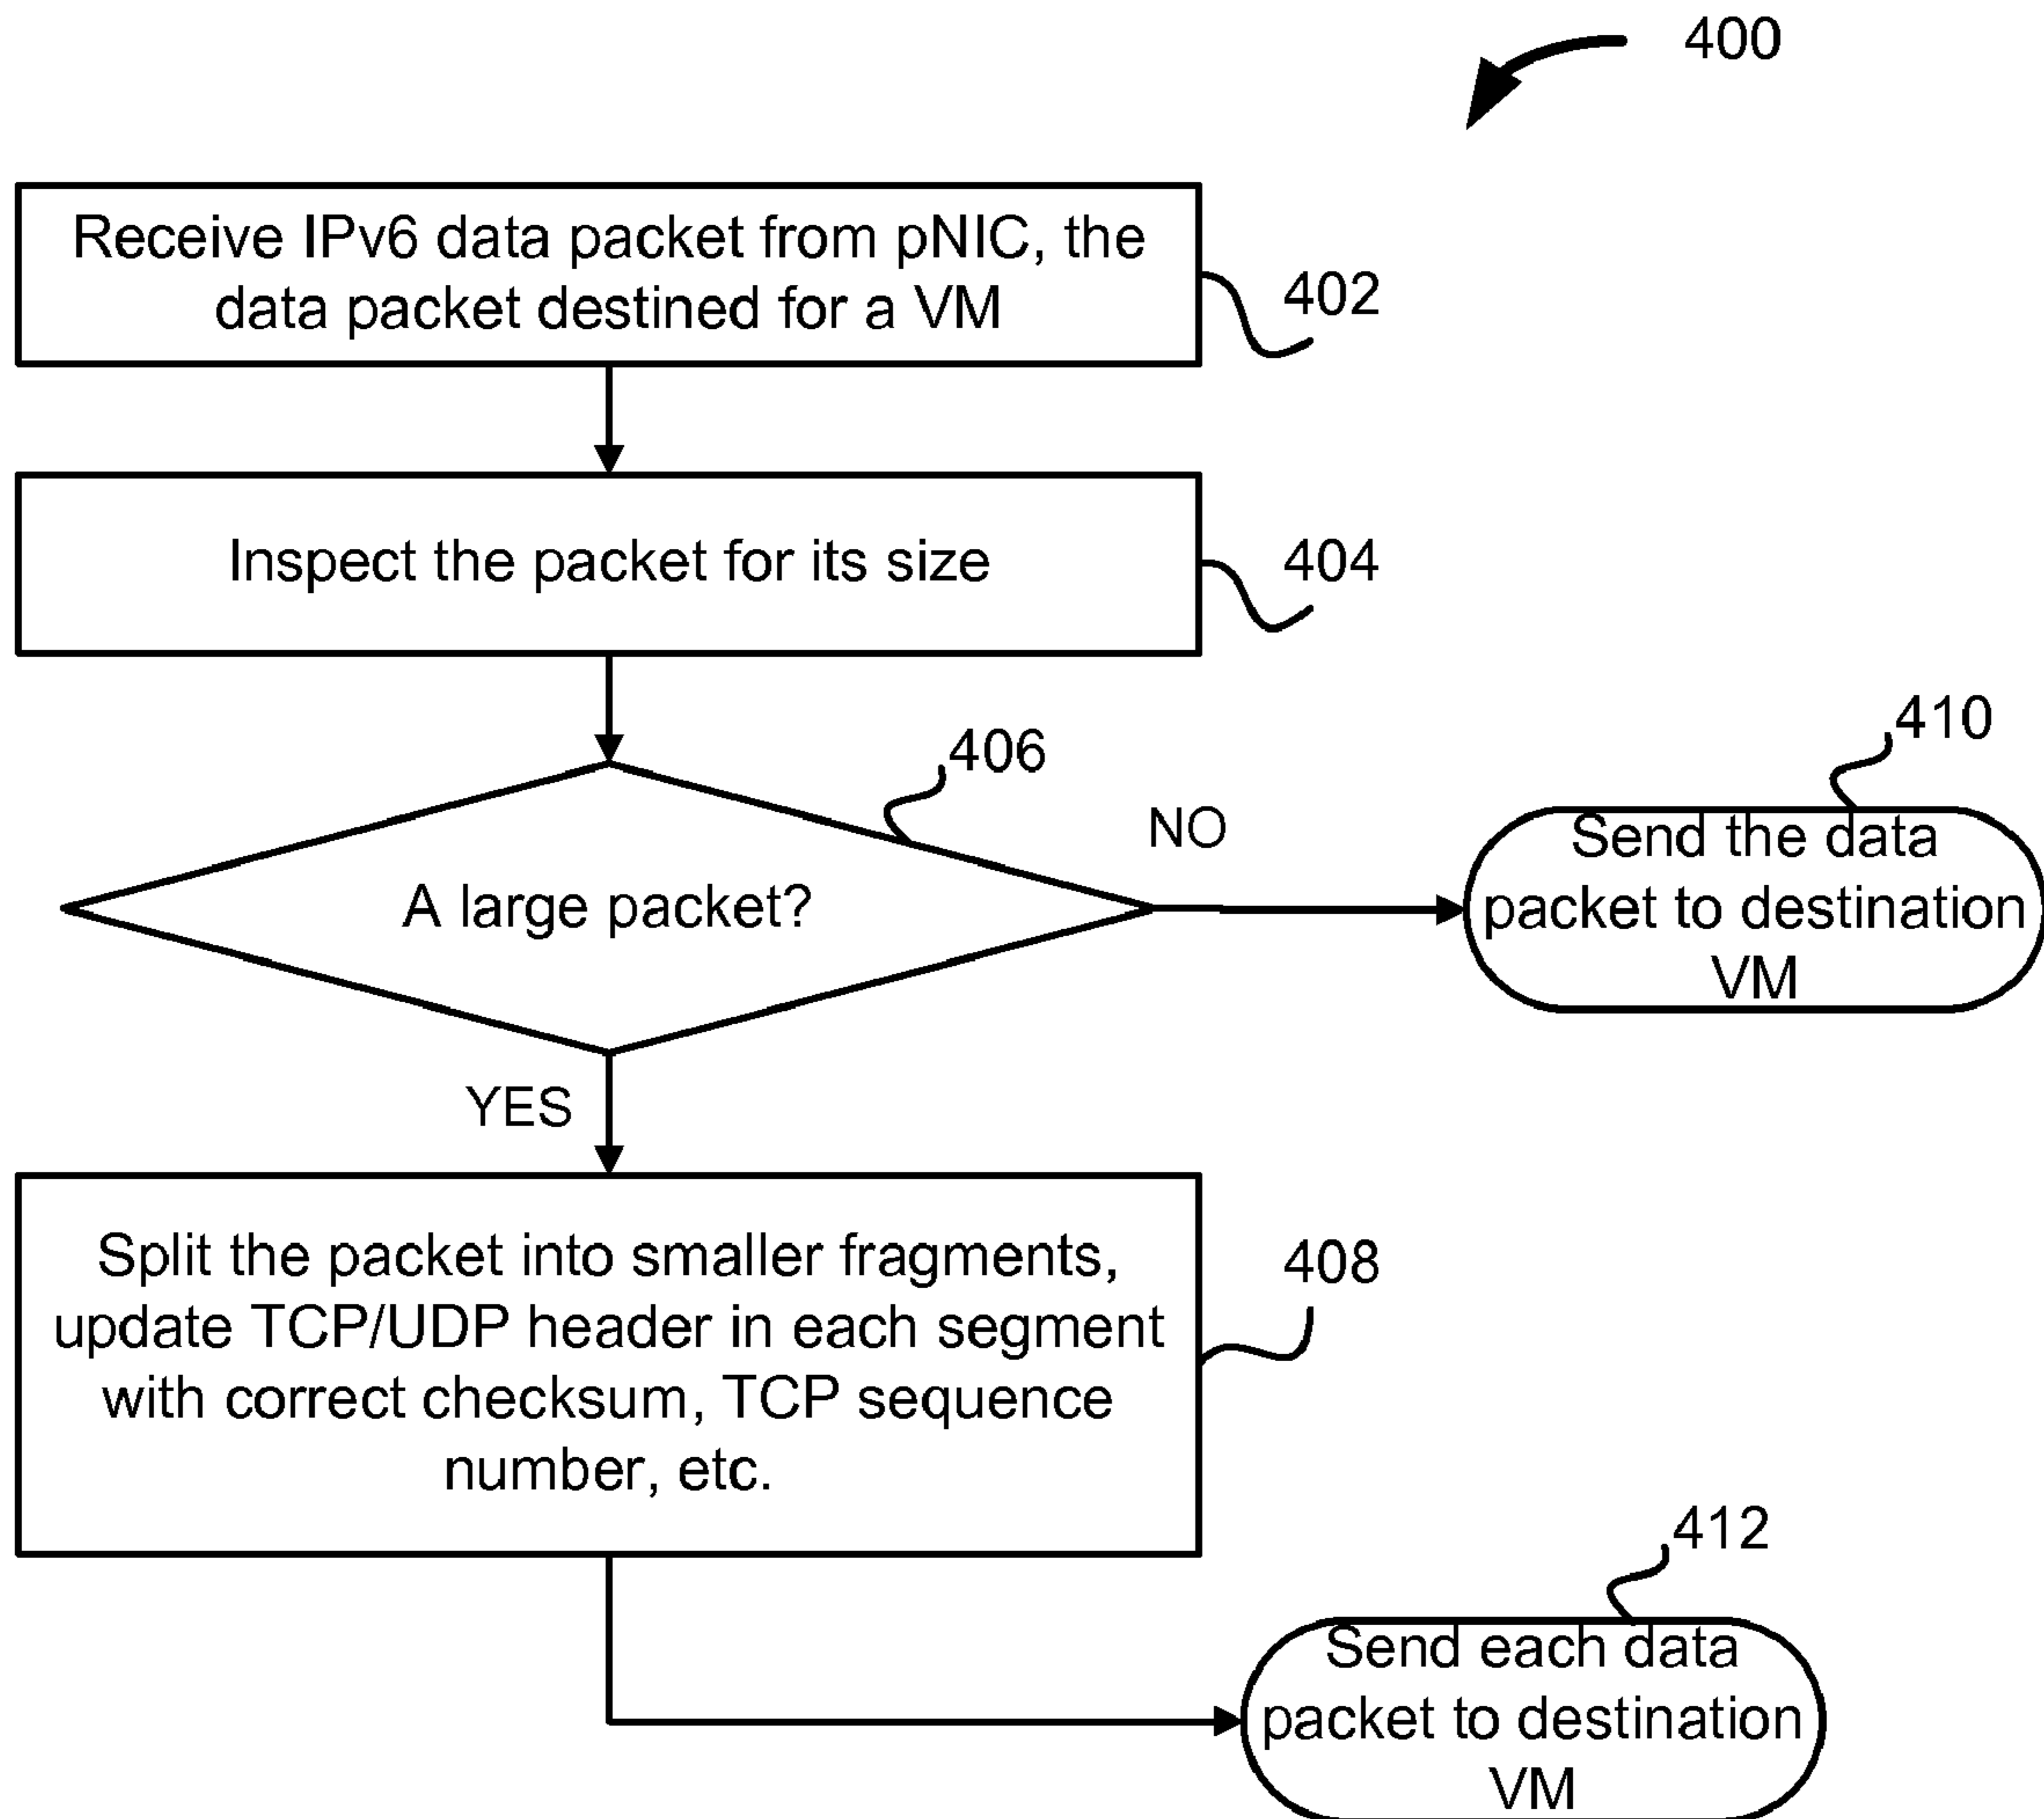 400
Receive IPv6 data packet from pNIC, the
data packet destined for a VM
402
Inspect the packet for its size
404
406
A large packet?
NO
410
Send the data
packet to destination
VM
YES
Split the packet into smaller fragments,
update TCP/UDP header in each segment
with correct checksum, TCP sequence
number, etc.
408
412
Send each data
packet to destination
VM